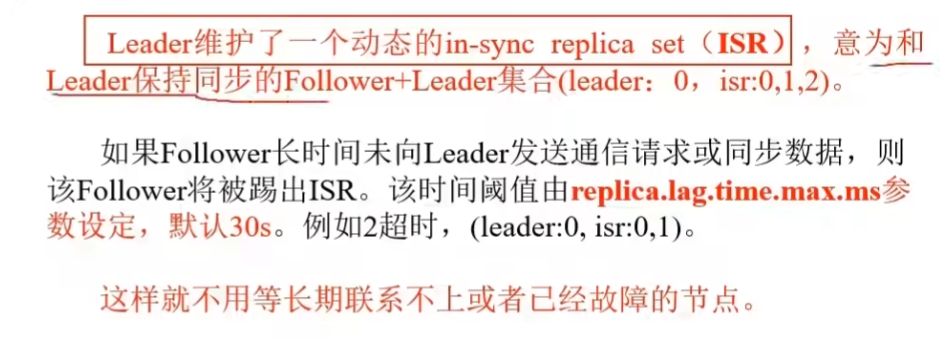 Leader维护了一个动态的in-sync replica set（ISR），意为和
Leader保持同步的Follower+Leader集合(leader：0，isr:0,1,2)。
如果Follower长时间未向Leader发送通信请求或同步数据，则
该Follower将被踢出ISR。该时间阈值由replica.lag.time.max.ms参
数设定，默认30s。例如2超时，(leader:0, isr:0,1)。
这样就不用等长期联系不上或者已经故障的节点。